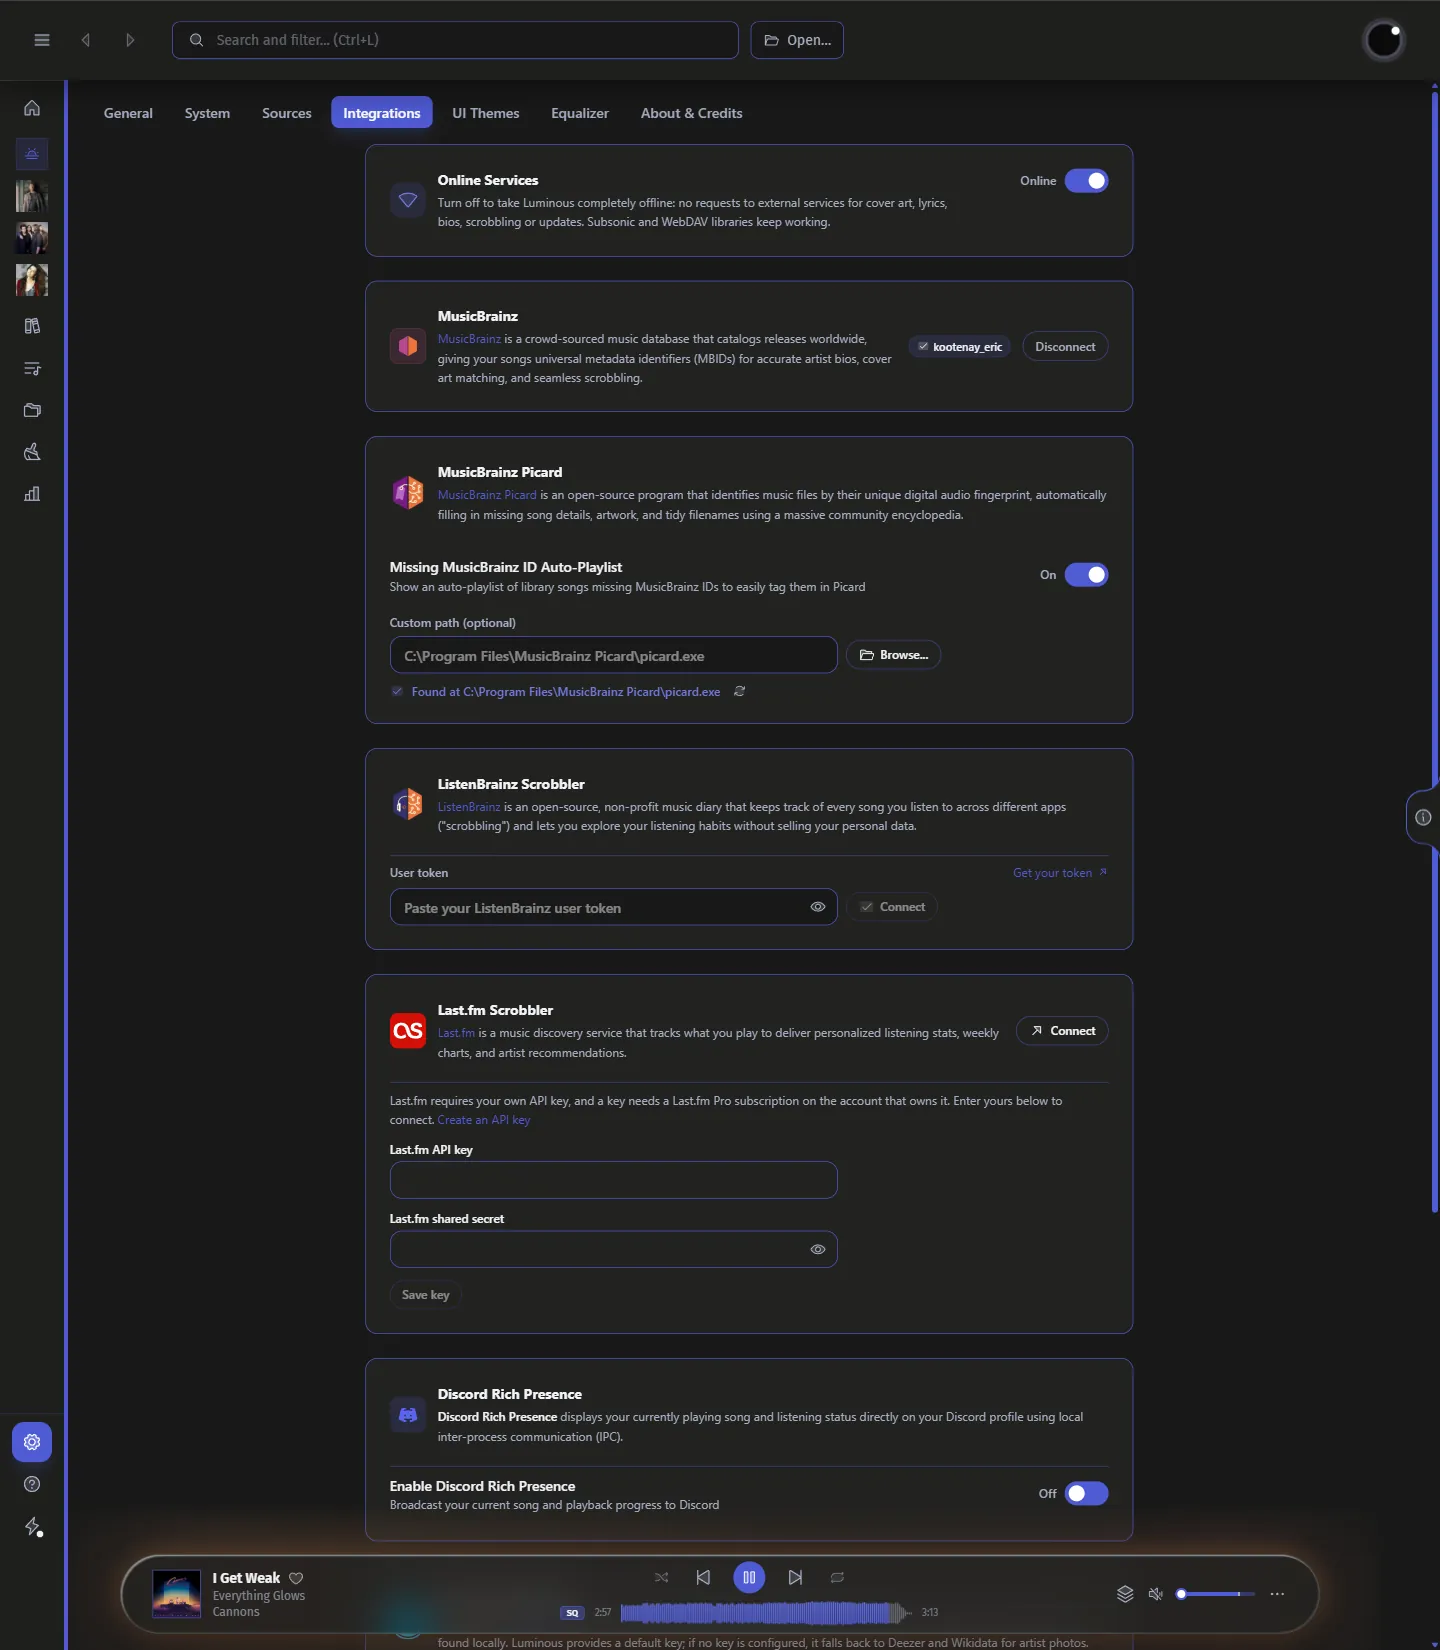 Search and filter... (Ctrl+L)
Open...
General
System
Sources
Integrations
UI Themes
Equalizer
About & Credits
Online Services
Online
Turn off to take Luminous completely offline: no requests to external services for cover art, lyrics,
bios, scrobbling or updates. Subsonic and WebDAV libraries keep working.
MusicBrainz
MusicBrainz is a crowd-sourced music database that catalogs releases worldwide,
giving your songs universal metadata identifiers (MBIDs) for accurate artist bios, cover
art matching, and seamless scrobbling.
kootenay_eric
Disconnect
MusicBrainz Picard
MusicBrainz Picard is an open-source program that identifies music files by their unique digital audio fingerprint, automatically
filling in missing song details, artwork, and tidy filenames using a massive community encyclopedia.
Missing MusicBrainz ID Auto-Playlist
Show an auto-playlist of library songs missing MusicBrainz IDs to easily tag them in Picard
On
Custom path (optional)
C:\Program Files\MusicBrainz Picard\picard.exe
Browse...
Found at C:\Program Files\MusicBrainz Picard\picard.exe
ListenBrainz Scrobbler
ListenBrainz is an open-source, non-profit music diary that keeps track of every song you listen to across different apps
("scrobbling") and lets you explore your listening habits without selling your personal data.
User token
Get your token
Paste your ListenBrainz user token
Connect
Last.fm Scrobbler
Last.fm is a music discovery service that tracks what you play to deliver personalized listening stats, weekly
charts, and artist recommendations.
Connect
Last.fm requires your own API key, and a key needs a Last.fm Pro subscription on the account that owns it. Enter yours below to
connect. Create an API key
Last.fm API key
Last.fm shared secret
Save key
Discord Rich Presence
Discord Rich Presence displays your currently playing song and listening status directly on your Discord profile using local
inter-process communication (IPC).
Enable Discord Rich Presence
Broadcast your current song and playback progress to Discord
Off
I Get Weak
Everything Glows
Cannons
SQ
2:57
3:13
found locally. Luminous provides a default key; if no key is configured, it falls back to Deezer and Wikidata for artist photos.